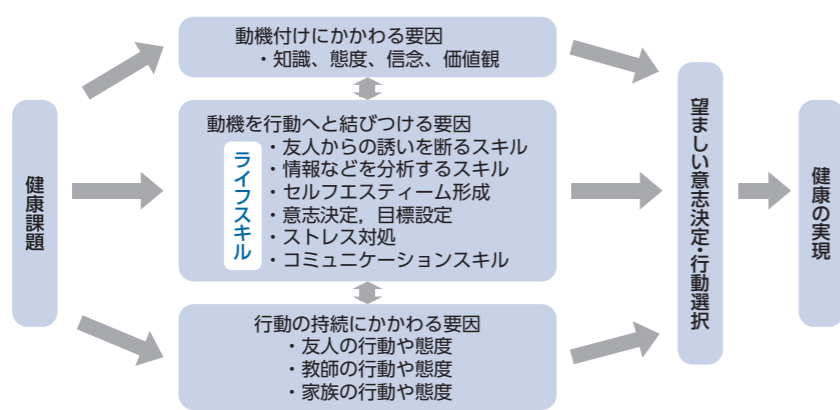 健康課題
動機付けにかかわる要因
・知識、態度、信念、価値観
動機を行動へと結びつける要因
ライフスキル
・友人からの誘いを断るスキル
・情報などを分析するスキル
・セルフエスティーム形成
・意志決定，目標設定
・ストレス対処
・コミュニケーションスキル
行動の持続にかかわる要因
・友人の行動や態度
・教師の行動や態度
・家族の行動や態度
望ましい意志決定・行動選択
健康の実現